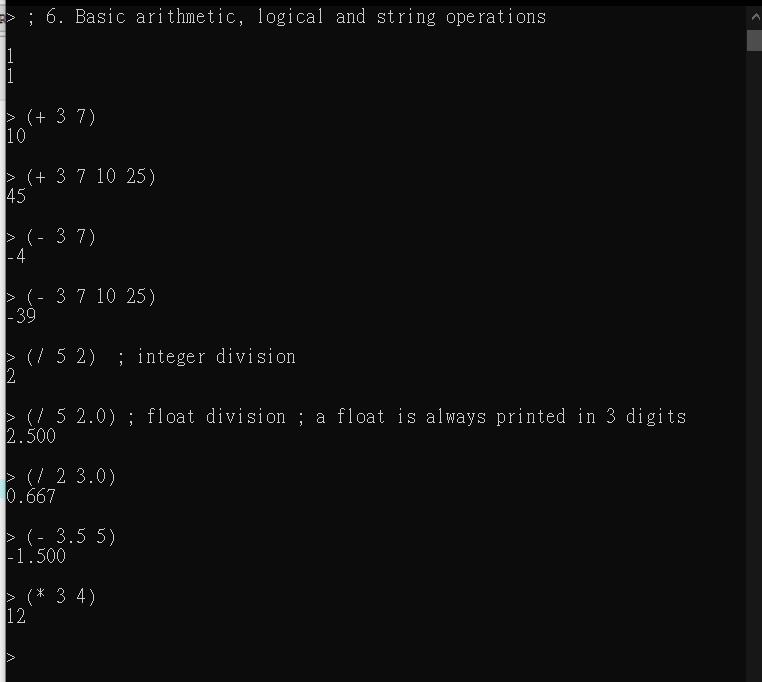 > ; 6. Basic arithmetic, logical and string operations
1
1
> (+ 3 7)
10
> (+ 3 7 10 25)
45
> (- 3 7)
-4
> (- 3 7 10 25)
-39
> (/ 5 2)  ; integer division
2
> (/ 5 2.0) ; float division ; a float is always printed in 3 digits
2.500
> (/ 2 3.0)
0.667
> (- 3.5 5)
-1.500
> (* 3 4)
12
>